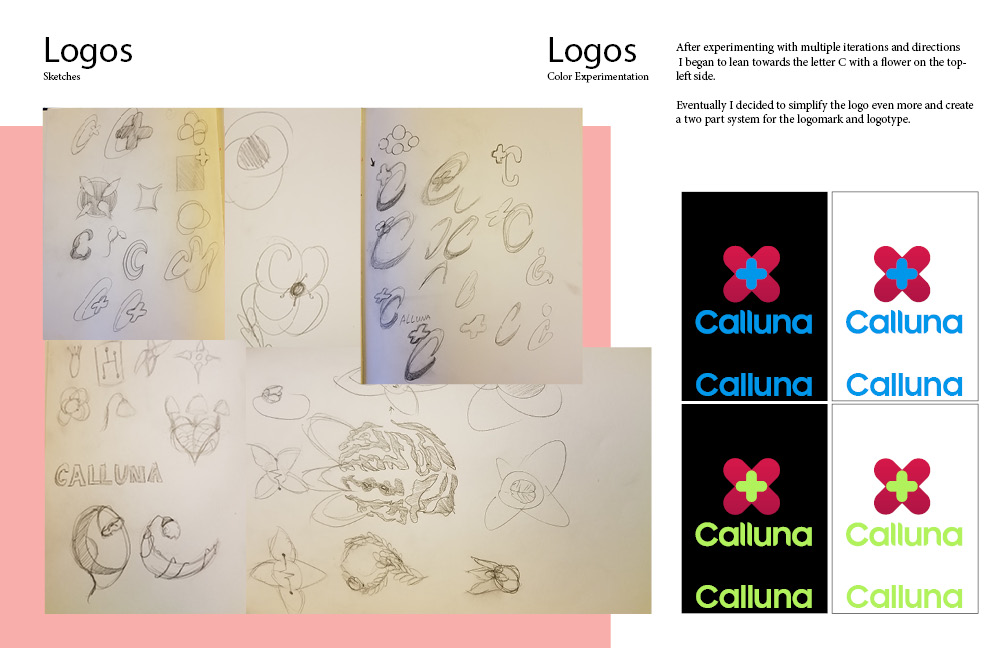 Logos
Sketches
Logos
Color Experimentation
After experimenting with multiple iterations and directions
I began to lean towards the letter C with a flower on the top-
left side.
Eventually I decided to simplify the logo even more and create
a two part system for the logomark and logotype.
ALLUNA
CALLUNA
Calluna
Calluna
Calluna
Calluna
Calluna
Calluna
Calluna
Calluna